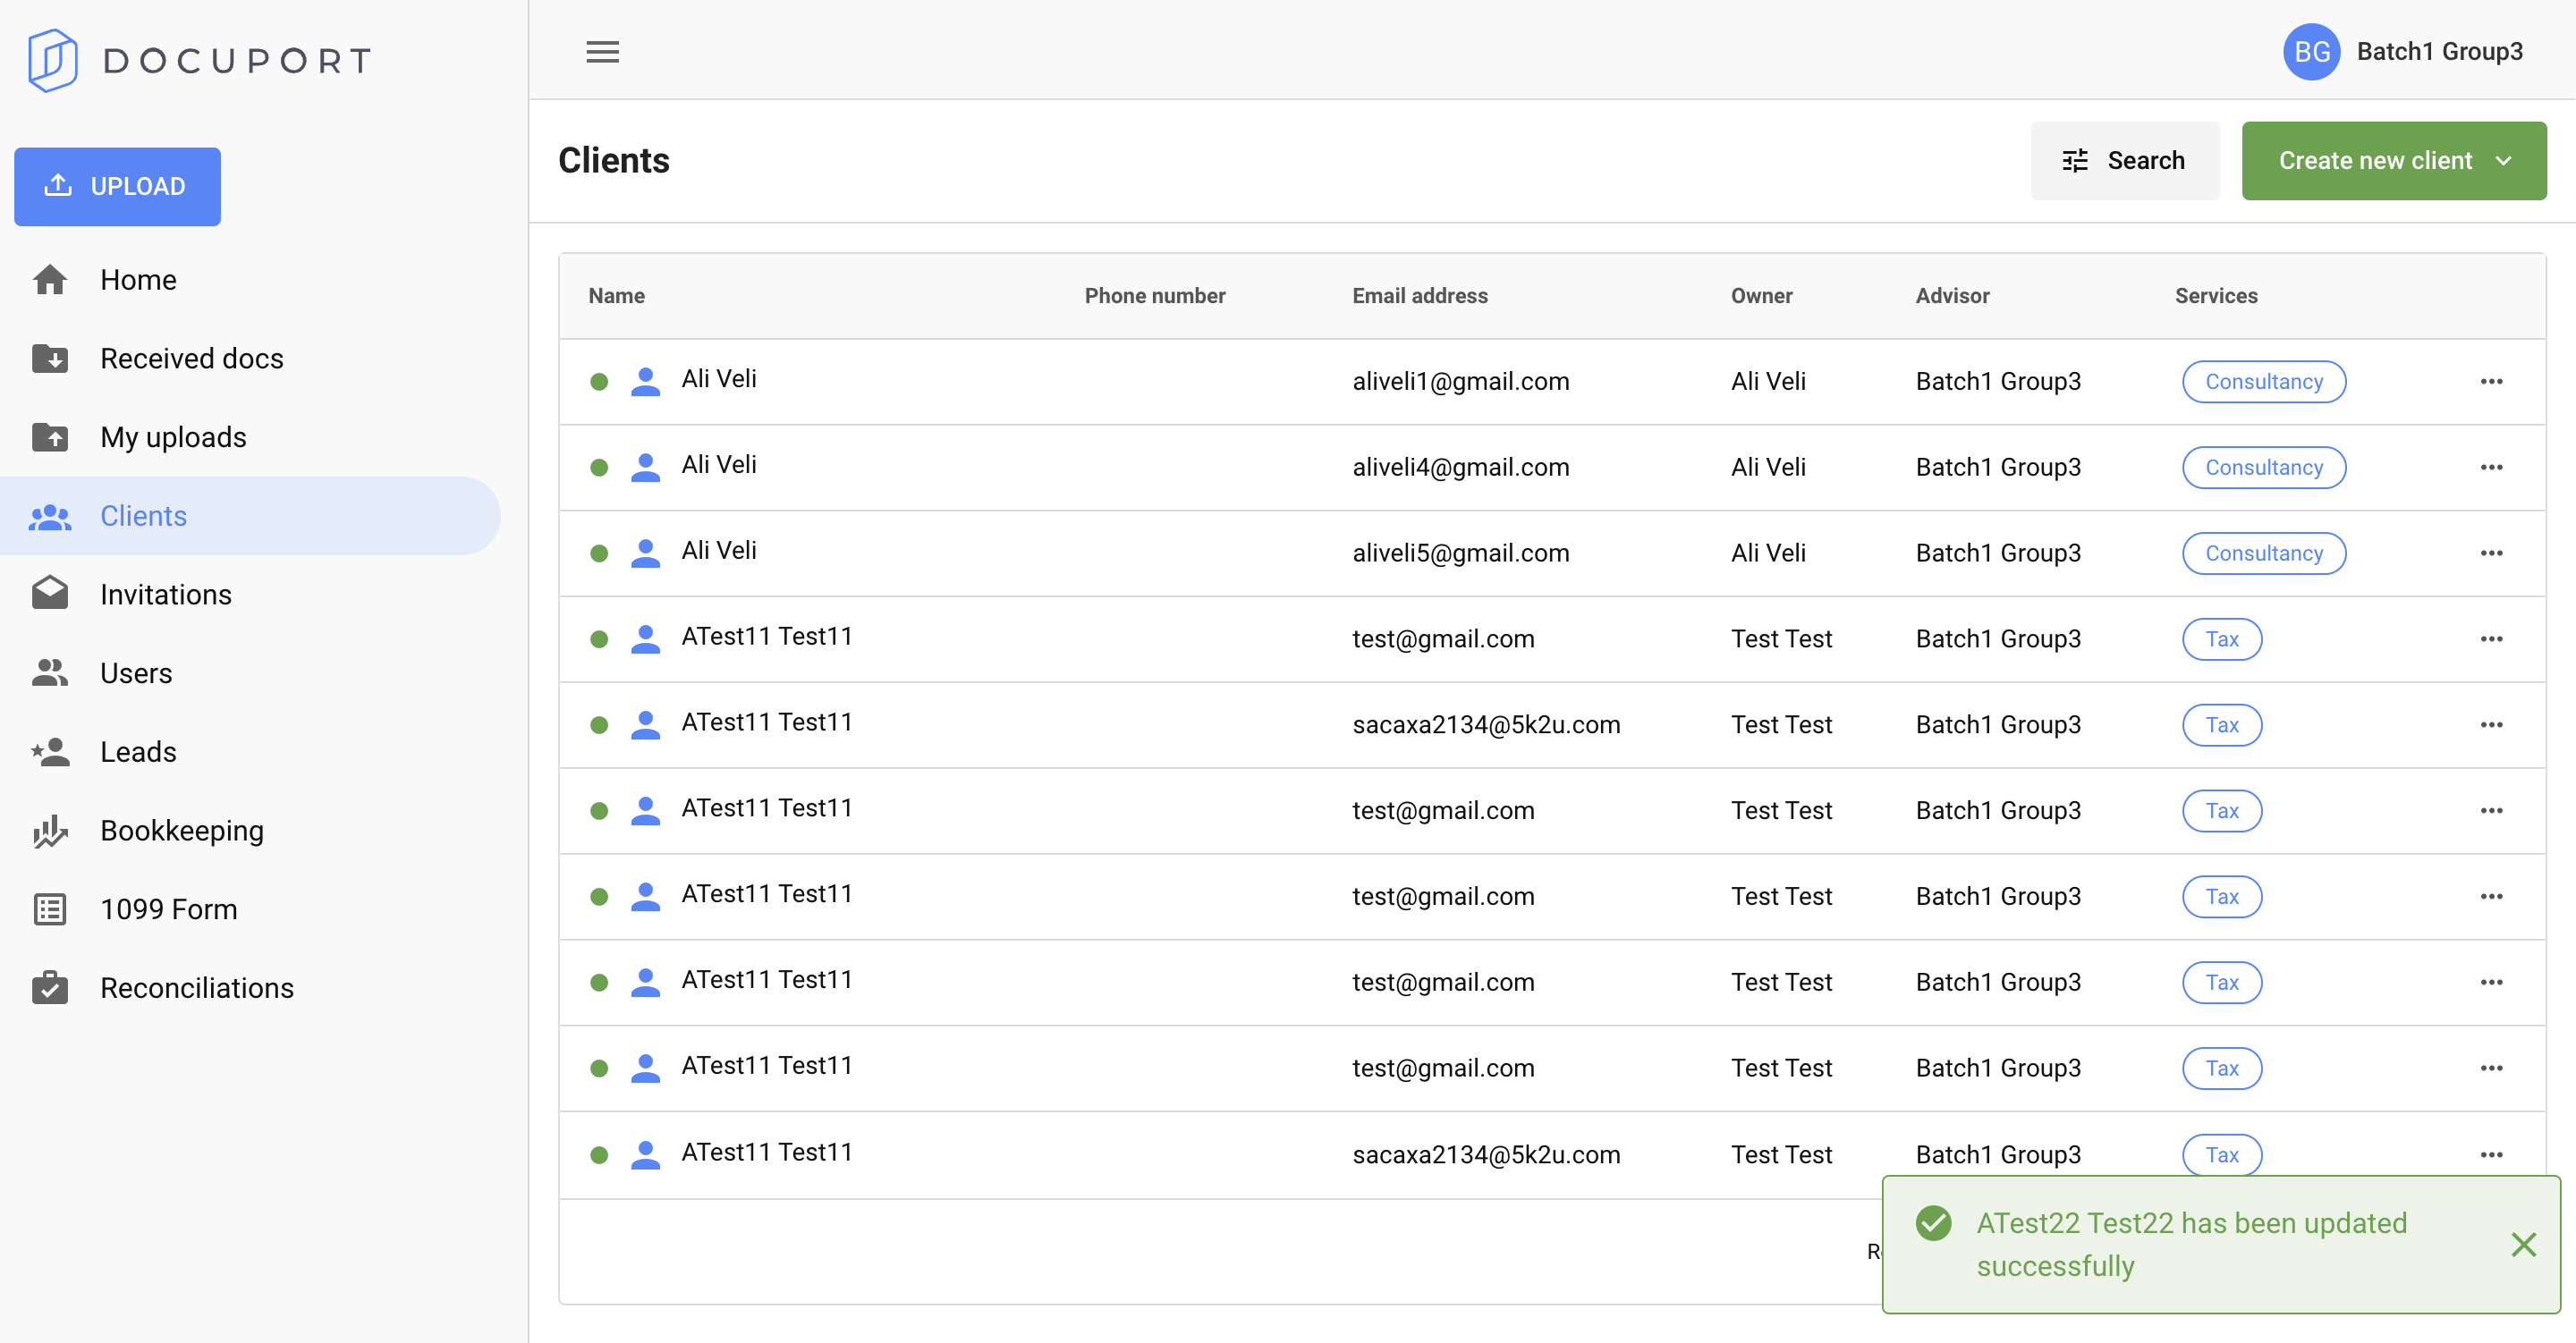 DOCUPORT
BG Batch1 Group3
UPLOAD
Home
Received docs
My uploads
Clients
Invitations
Users
Leads
Bookkeeping
1099 Form
Reconciliations
Clients
Search
Create new client
Name Phone number Email address Owner Advisor Services
Ali Veli aliveli1@gmail.com Ali Veli Batch1 Group3 Consultancy
Ali Veli aliveli4@gmail.com Ali Veli Batch1 Group3 Consultancy
Ali Veli aliveli5@gmail.com Ali Veli Batch1 Group3 Consultancy
ATest11 Test11 test@gmail.com Test Test Batch1 Group3 Tax
ATest11 Test11 sacaxa2134@5k2u.com Test Test Batch1 Group3 Tax
ATest11 Test11 test@gmail.com Test Test Batch1 Group3 Tax
ATest11 Test11 test@gmail.com Test Test Batch1 Group3 Tax
ATest11 Test11 test@gmail.com Test Test Batch1 Group3 Tax
ATest11 Test11 test@gmail.com Test Test Batch1 Group3 Tax
ATest11 Test11 sacaxa2134@5k2u.com Test Test Batch1 Group3 Tax
ATest22 Test22 has been updated
successfully